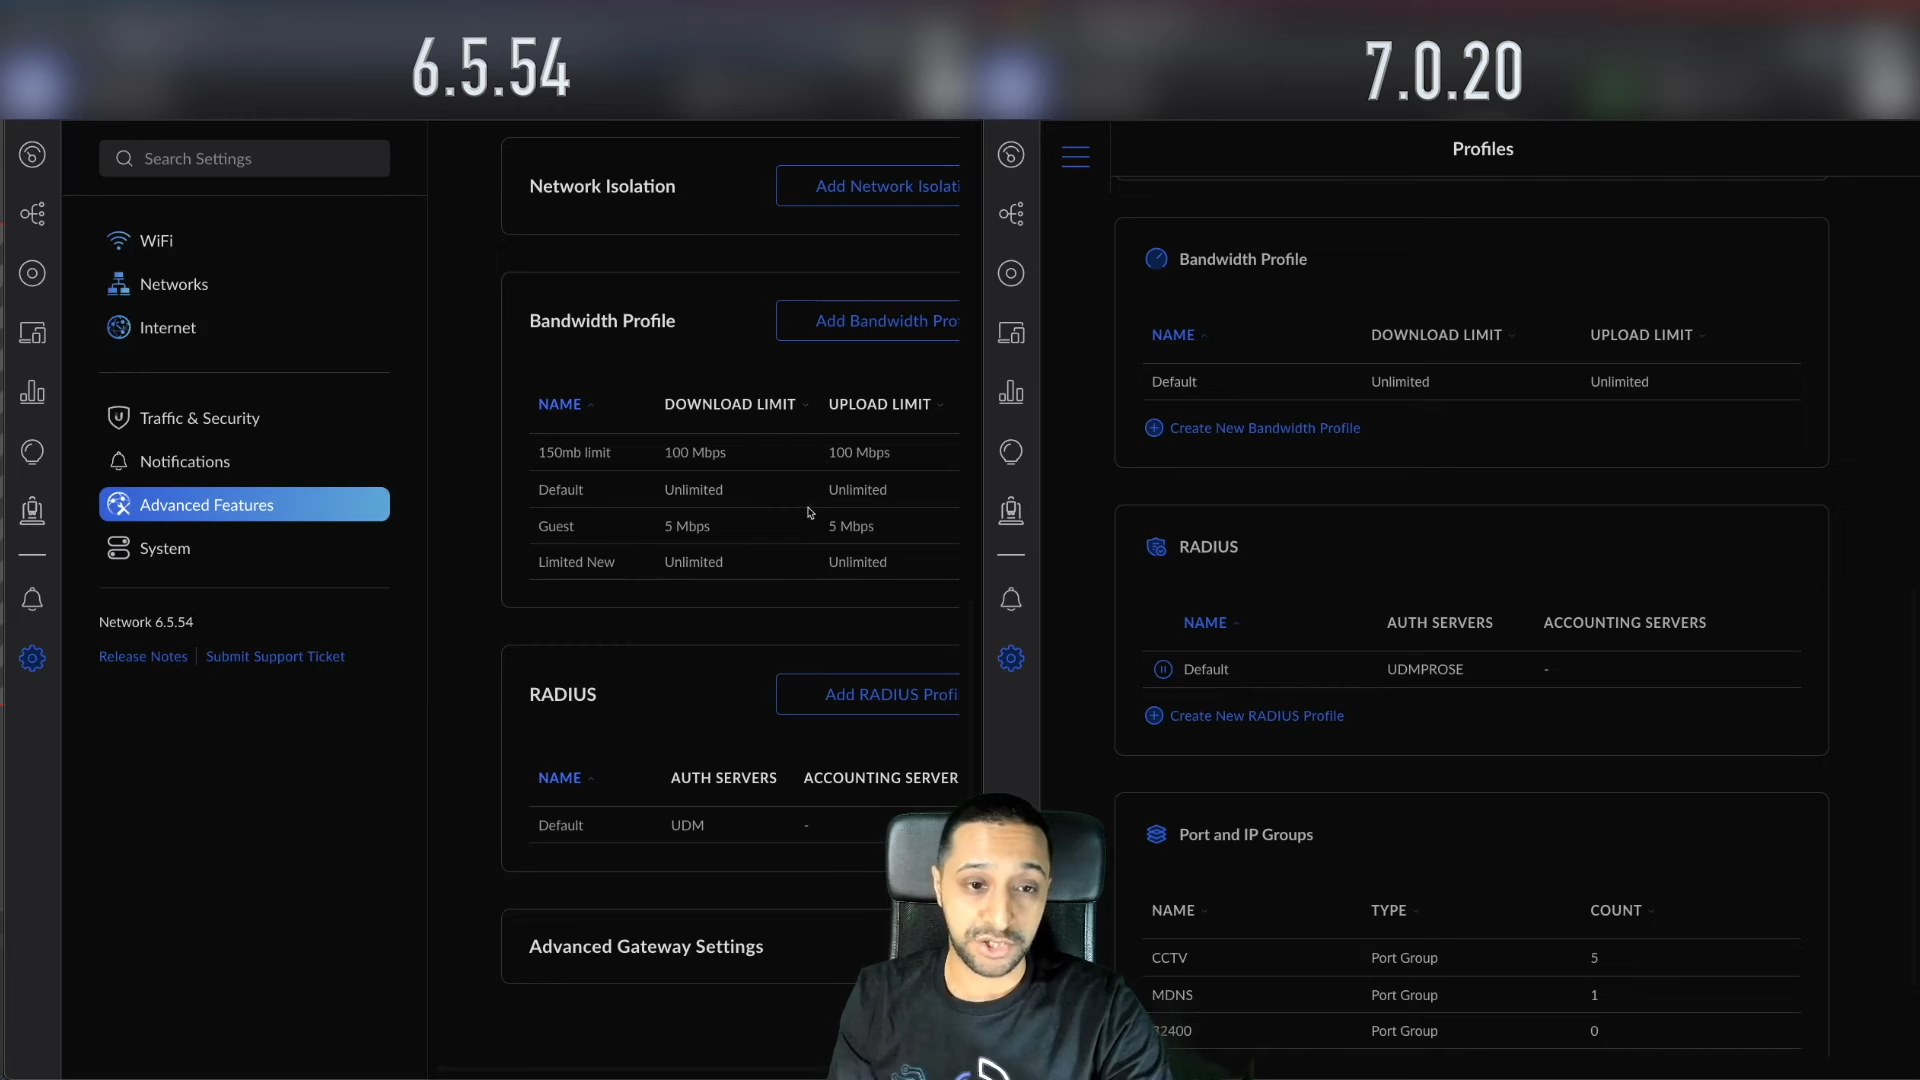 6.5.54
7.0.20
Search Settings
WiFi
Networks
Internet
Traffic & Security
Notifications
Advanced Features
System
Network 6.5.54
Release Notes
Submit Support Ticket
Network Isolation
Add Network Isolati
Bandwidth Profile
Add Bandwidth Pro
NAME DOWNLOAD LIMIT UPLOAD LIMIT
150mb limit 100 Mbps 100 Mbps
Default Unlimited Unlimited
Guest 5 Mbps 5 Mbps
Limited New Unlimited Unlimited
RADIUS
Add RADIUS Profi
NAME AUTH SERVERS ACCOUNTING SERVER
Default UDM -
Advanced Gateway Settings
Profiles
Bandwidth Profile
NAME DOWNLOAD LIMIT UPLOAD LIMIT
Default Unlimited Unlimited
Create New Bandwidth Profile
RADIUS
NAME AUTH SERVERS ACCOUNTING SERVERS
Default UDMPROSE -
Create New RADIUS Profile
Port and IP Groups
NAME TYPE COUNT
CCTV Port Group 5
MDNS Port Group 1
32400 Port Group 0